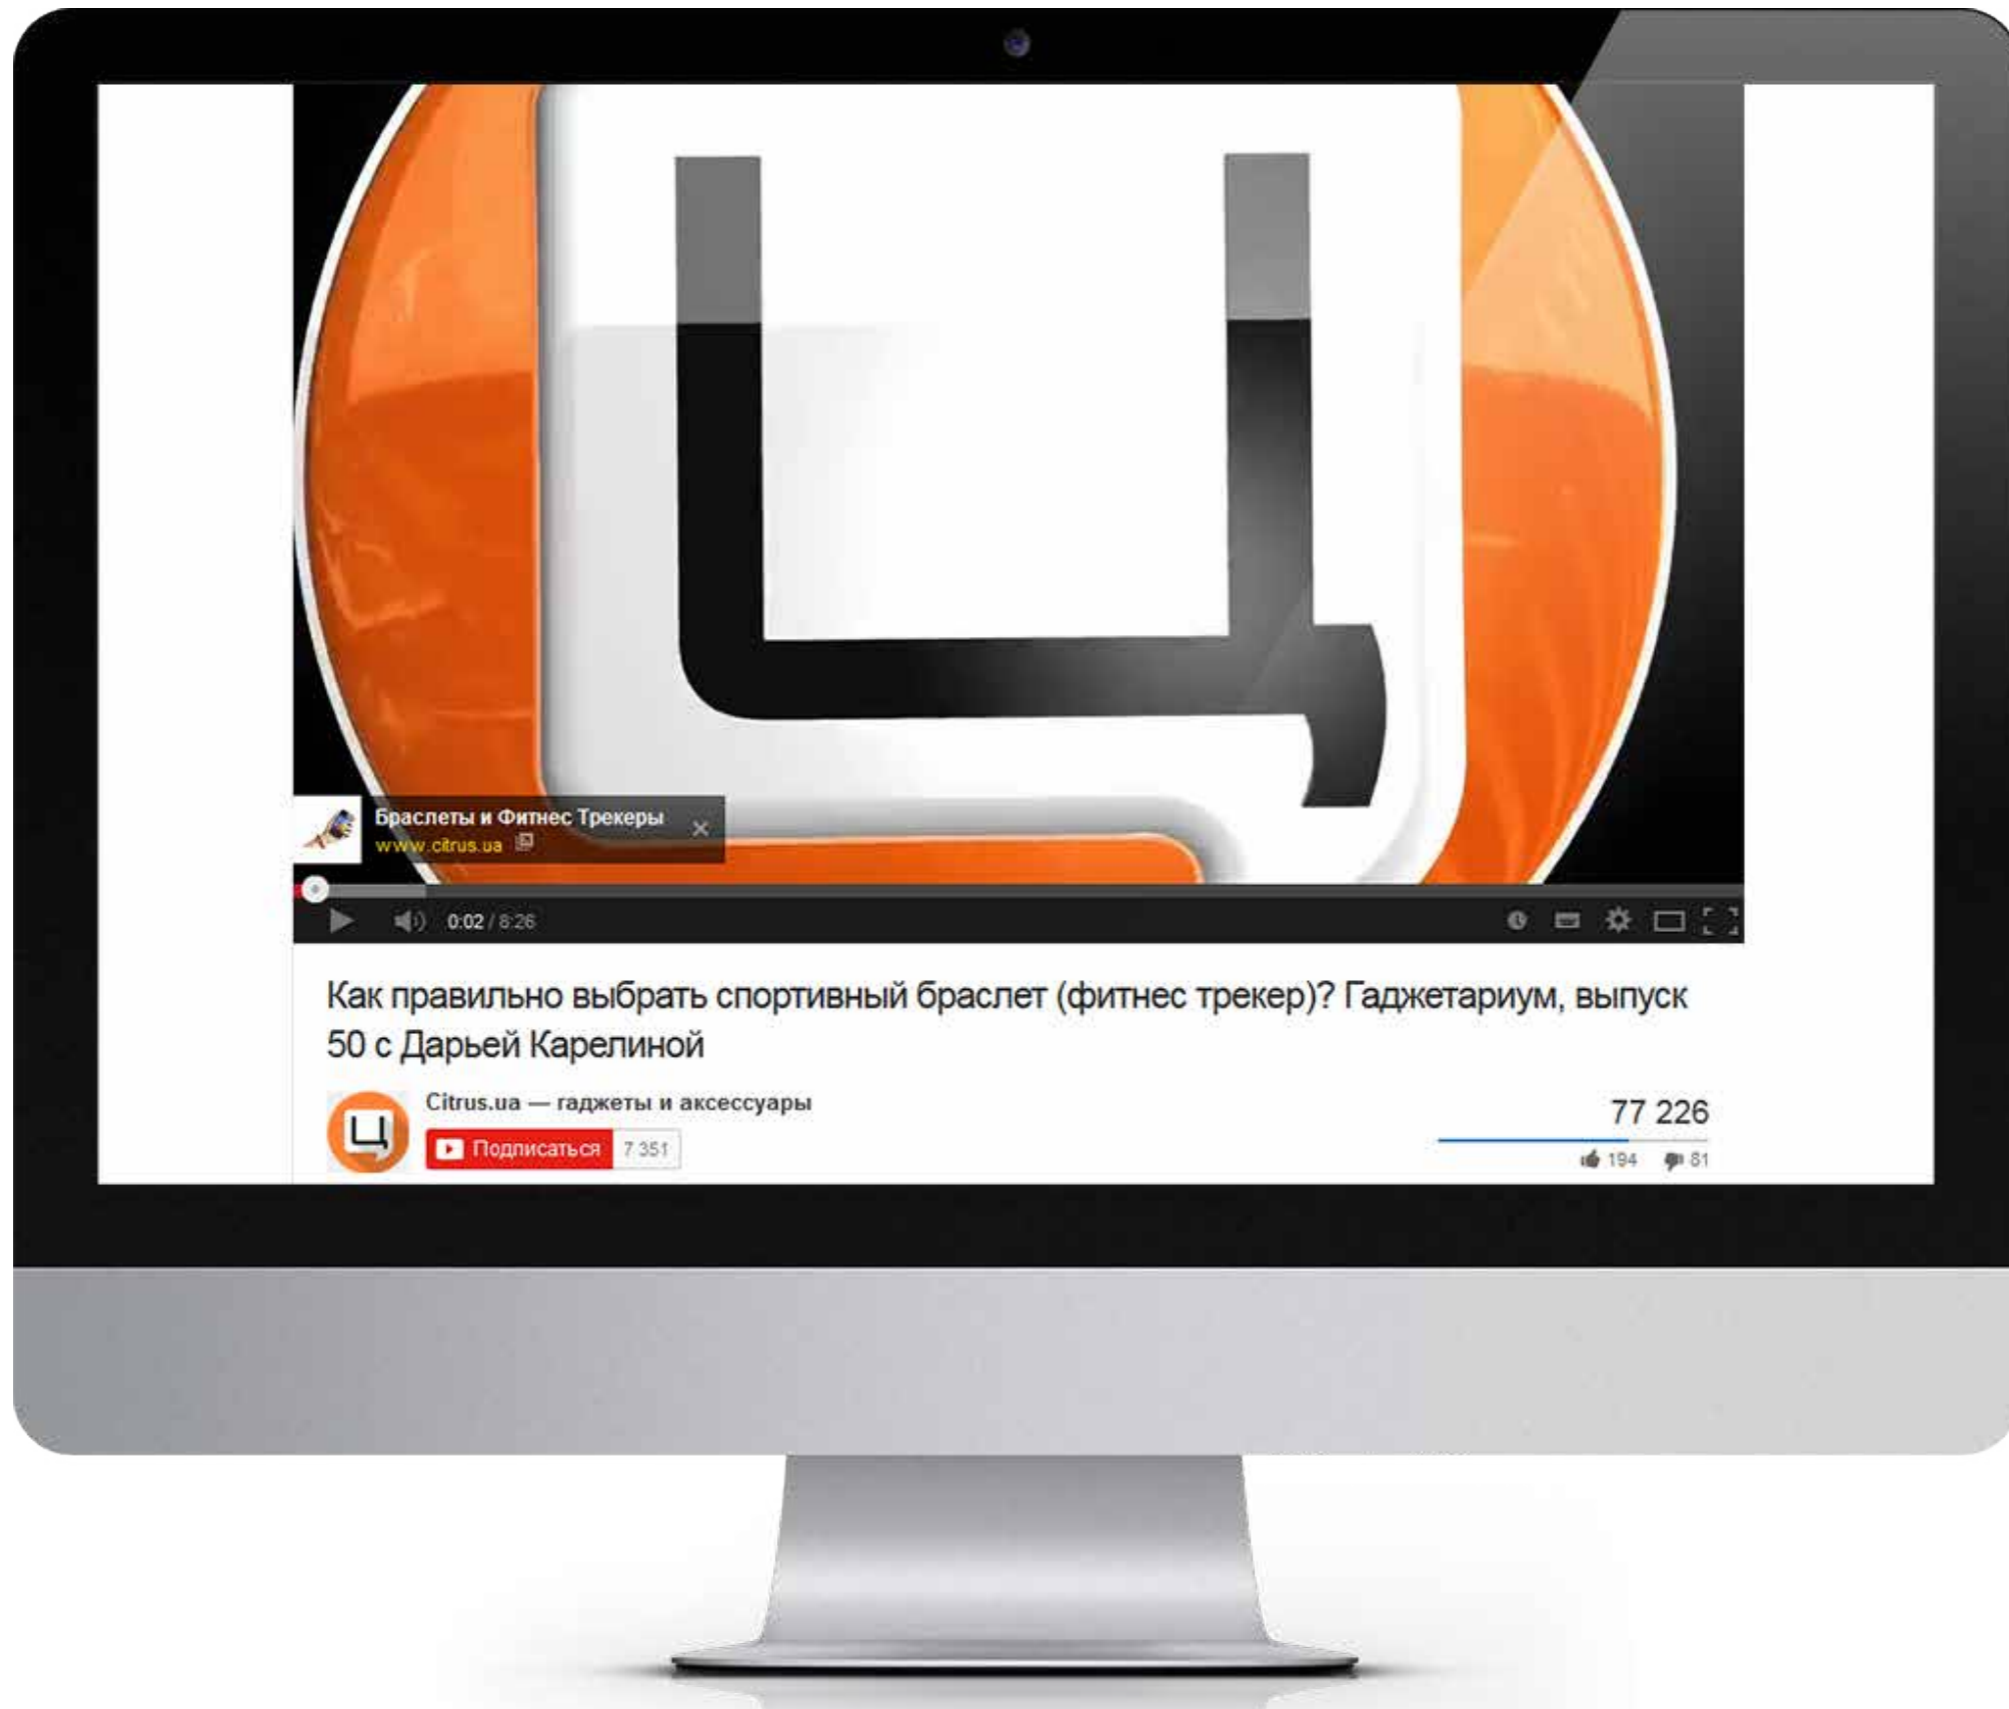 Ц
Браслеты и Фитнес Трекеры
www.citrus.ua
0:02 / 8:26
Как правильно выбрать спортивный браслет (фитнес трекер)? Гаджетариум, выпуск
50 с Дарьей Карелиной
Citrus.ua — гаджеты и аксессуары
77 226
Ц
Подписаться 7 351
194 81